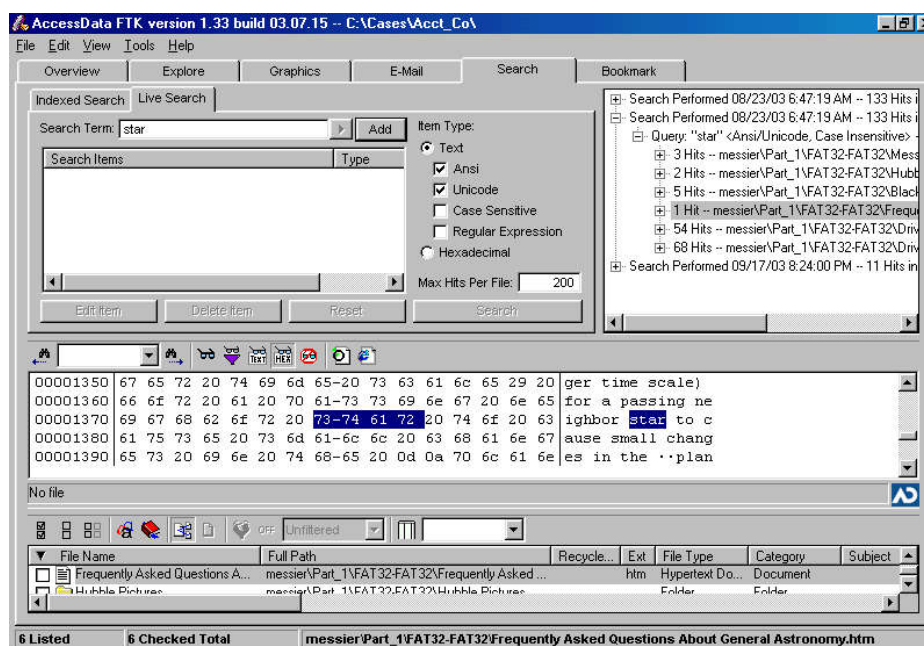 AccessData FTK version 1.33 build 03.07.15 -- C:\Cases\Acct_Co\
File Edit View Tools Help
Overview Explore Graphics E-Mail Search Bookmark
Indexed Search Live Search
Search Term: star Add
Search Items Type
Item Type:
Text
Ansi
Unicode
Case Sensitive
Regular Expression
Hexadecimal
Max Hits Per File: 200
Edit Item Delete Item Reset Search
Search Performed 08/23/03 6:47:19 AM -- 133 Hits i
Search Performed 08/23/03 6:47:19 AM -- 133 Hits i
Query: "star" <Ansi/Unicode, Case Insensitive> -
3 Hits -- messier\Part_1\FAT32-FAT32\Mess
2 Hits -- messier\Part_1\FAT32-FAT32\Hubb
5 Hits -- messier\Part_1\FAT32-FAT32\Black
1 Hit -- messier\Part_1\FAT32-FAT32\Freque
54 Hits -- messier\Part_1\FAT32-FAT32\Driv
68 Hits -- messier\Part_1\FAT32-FAT32\Driv
Search Performed 09/17/03 8:24:00 PM -- 11 Hits in
TEXT HEX
00001350 67 65 72 20 74 69 6d 65-20 73 63 61 6c 65 29 20 ger time scale)
00001360 66 6f 72 20 61 20 70 61-73 73 69 6e 67 20 6e 65 for a passing ne
00001370 69 67 68 62 6f 72 20 73-74 61 72 20 74 6f 20 63 ighbor star to c
00001380 61 75 73 65 20 73 6d 61-6c 6c 20 63 68 61 6e 67 ause small chang
00001390 65 73 20 69 6e 20 74 68-65 20 0d 0a 70 6c 61 6e es in the ··plan
No file
OFF Unfiltered
File Name Full Path Recycle... Ext File Type Category Subject
Frequently Asked Questions A... messier\Part_1\FAT32-FAT32\Frequently Asked ... htm Hypertext Do... Document
Hubble Pictures messier\Part_1\FAT32-FAT32\Hubble Pictures Folder Folder
6 Listed 6 Checked Total messier\Part_1\FAT32-FAT32\Frequently Asked Questions About General Astronomy.htm